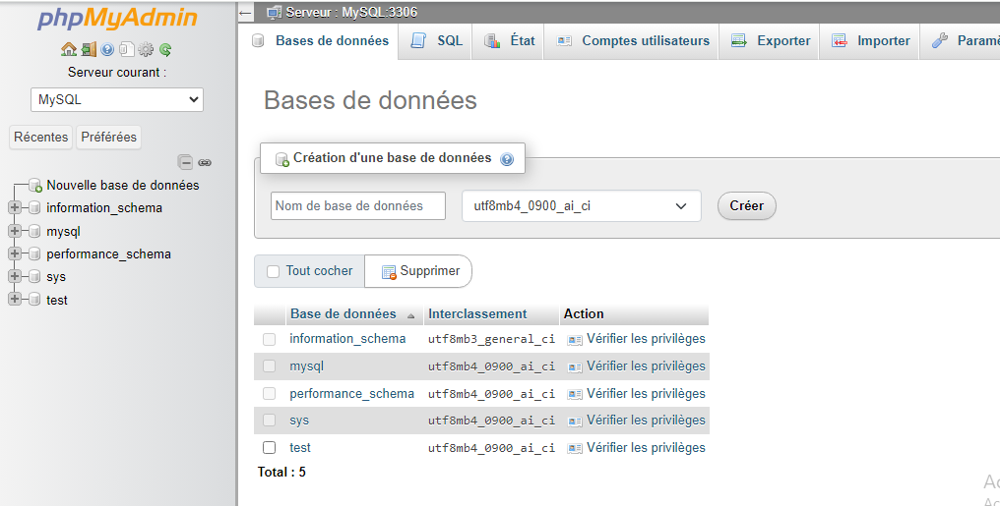 phpMyAdmin
Serveur courant :
MySQL
Récentes Préférées
Nouvelle base de données
information_schema
mysql
performance_schema
sys
test
Serveur : MySQL:3306
Bases de données SQL État Comptes utilisateurs Exporter Importer
Bases de données
Création d'une base de données
Nom de base de données utf8mb4_0900_ai_ci Créer
Tout cocher Supprimer
Base de données Interclassement Action
information_schema utf8mb3_general_ci Vérifier les privilèges
mysql utf8mb4_0900_ai_ci Vérifier les privilèges
performance_schema utf8mb4_0900_ai_ci Vérifier les privilèges
sys utf8mb4_0900_ai_ci Vérifier les privilèges
test utf8mb4_0900_ai_ci Vérifier les privilèges
Total : 5